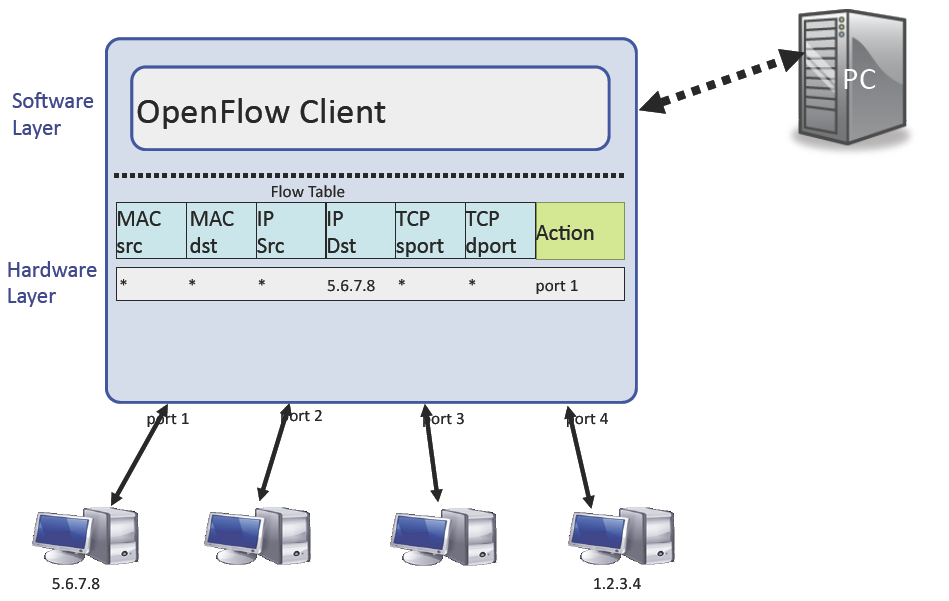 PC
Software
Layer
OpenFlow Client
Flow Table
MAC
src
MAC
dst
IP
Src
IP
Dst
TCP
sport
TCP
dport
Action
Hardware
Layer
* * * 5.6.7.8 * * port 1
port 1 port 2 port 3 port 4
5.6.7.8 1.2.3.4